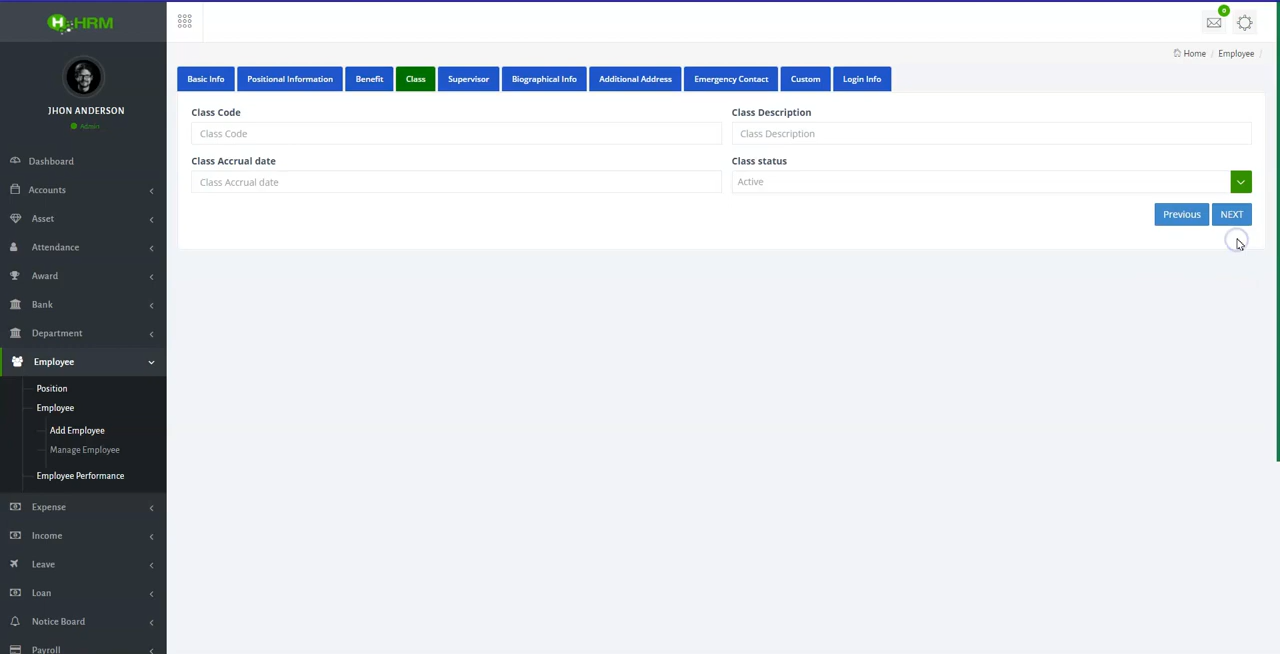 HRM
0
Home / Employee /
JHON ANDERSON
Admin
Basic Info Positional Information Benefit Class Supervisor Biographical Info Additional Address Emergency Contact Custom Login Info
Class Code
Class Code
Class Description
Class Description
Class Accrual date
Class Accrual date
Class status
Active
Previous NEXT
Dashboard
Accounts
Asset
Attendance
Award
Bank
Department
Employee
Position
Employee
Add Employee
Manage Employee
Employee Performance
Expense
Income
Leave
Loan
Notice Board
Payroll